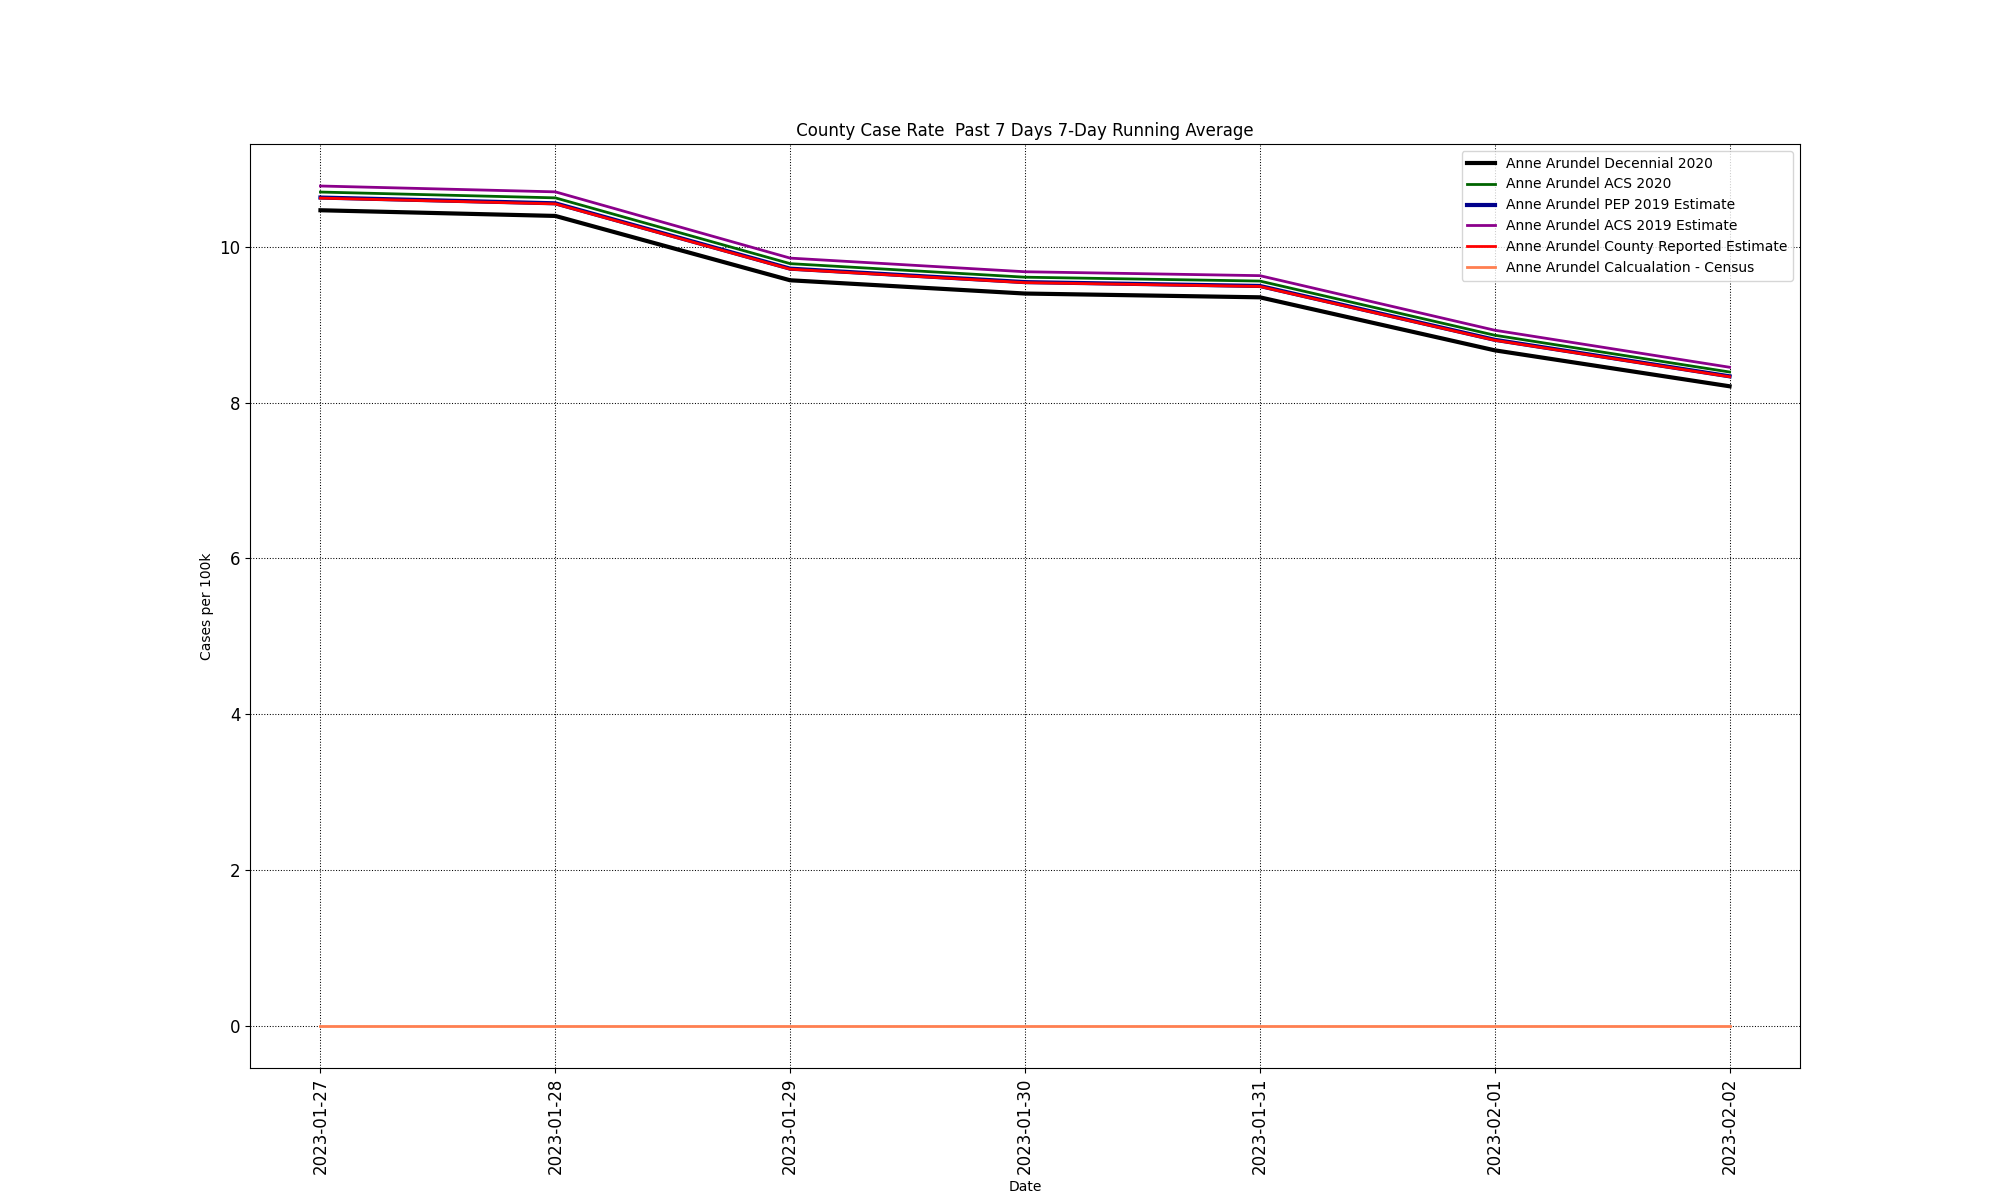 County Case Rate  Past 7 Days 7-Day Running Average
Anne Arundel Decennial 2020
Anne Arundel ACS 2020
Anne Arundel PEP 2019 Estimate
Anne Arundel ACS 2019 Estimate
Anne Arundel County Reported Estimate
Anne Arundel Calcualation - Census
10
8
6
4
2
0
Cases per 100k
2023-01-27
2023-01-28
2023-01-29
2023-01-30
2023-01-31
2023-02-01
2023-02-02
Date